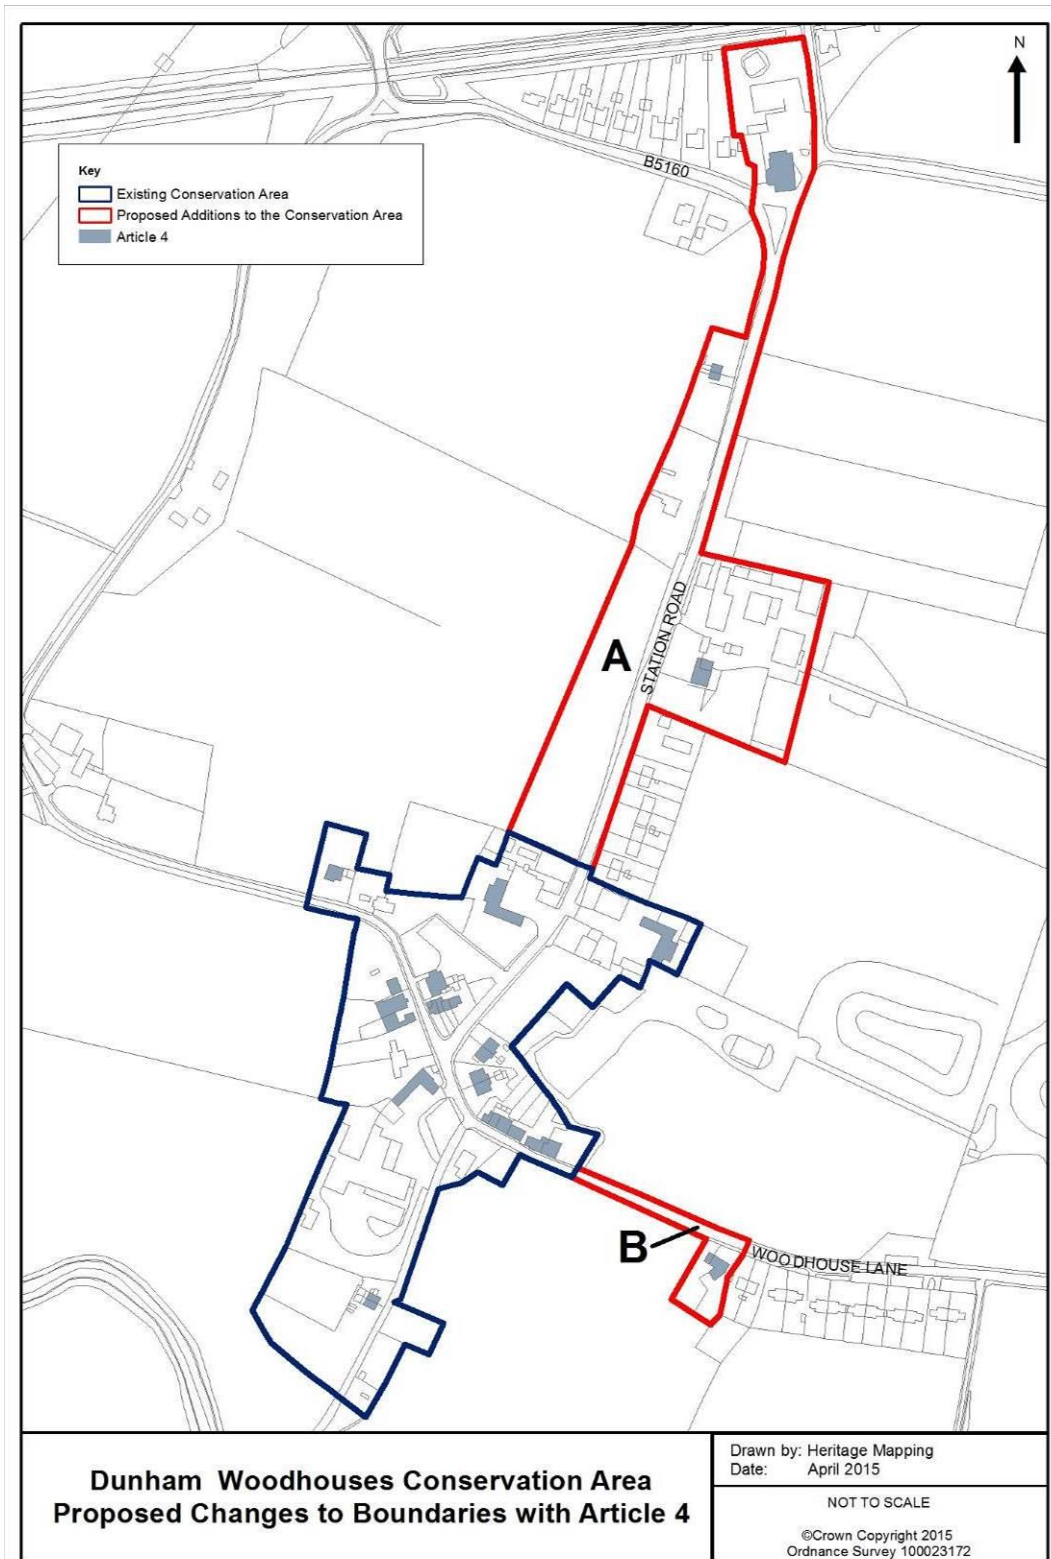 N
B5160
Key
Existing Conservation Area
Proposed Additions to the Conservation Area
Article 4
STATION ROAD
A
B
WOODHOUSE LANE
Dunham Woodhouses Conservation Area
Proposed Changes to Boundaries with Article 4
Drawn by: Heritage Mapping
Date: April 2015
NOT TO SCALE
©Crown Copyright 2015
Ordnance Survey 100023172